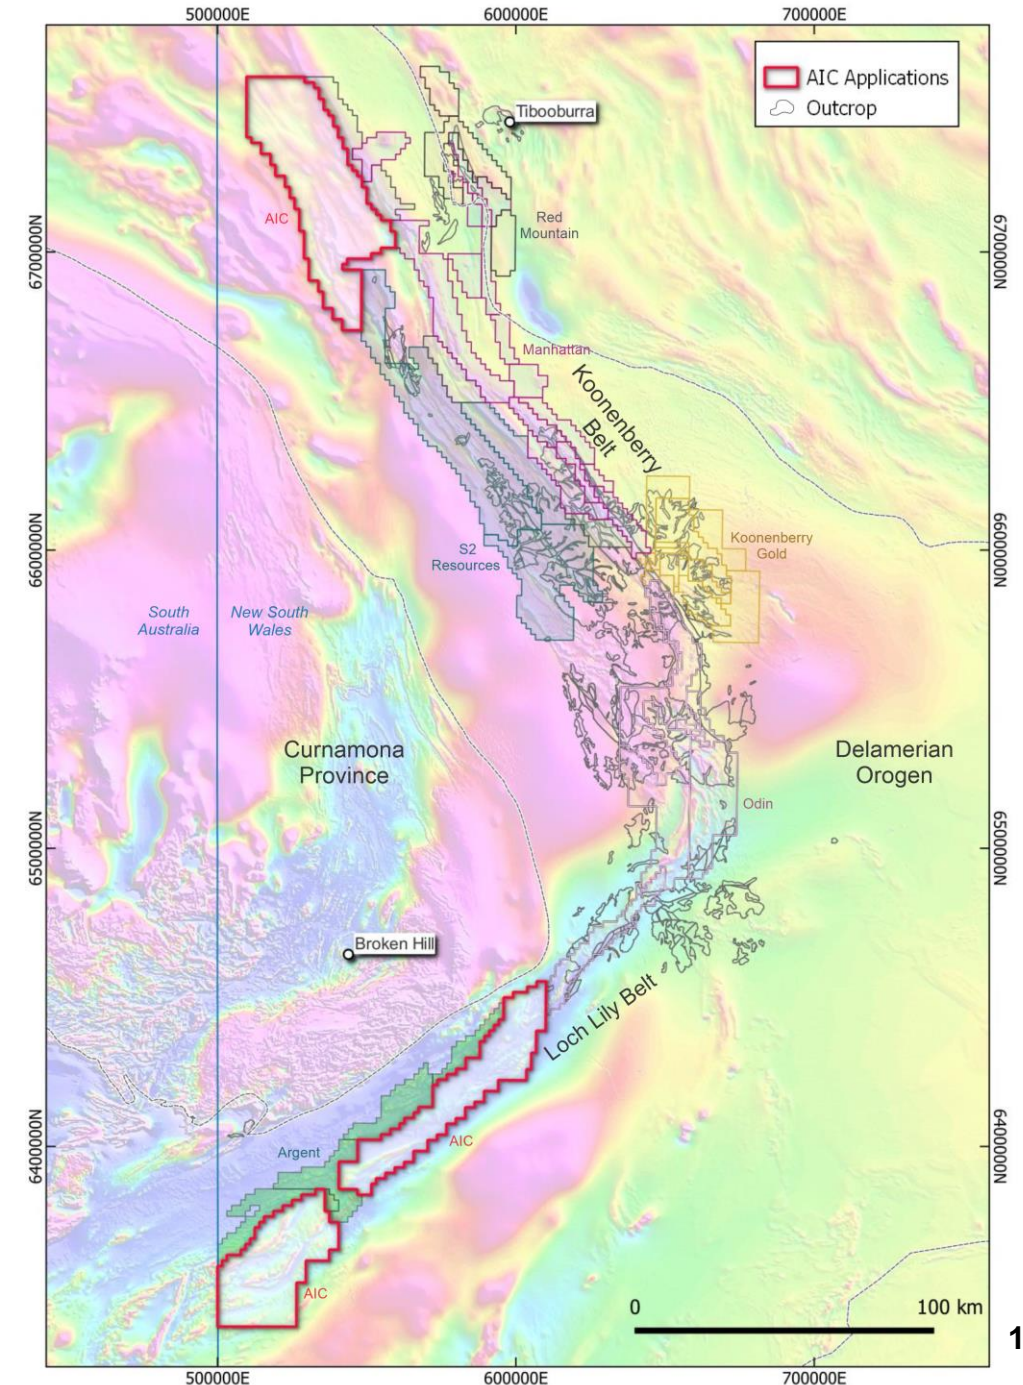 500000E
600000E
700000E
AIC Applications
Outcrop
Tibooburra
AIC
Red
Mountain
6700000N
6700000N
Manhattan
Koonenberry
Belt
Koonenberry
Gold
S2
Resources
6600000N
6600000N
South
Australia
New South
Wales
Curnamona
Province
Delamerian
Orogen
Odin
6500000N
6500000N
Broken Hill
Loch Lily Belt
AIC
Argent
6400000N
6400000N
AIC
0
100 km
1
500000E
600000E
700000E